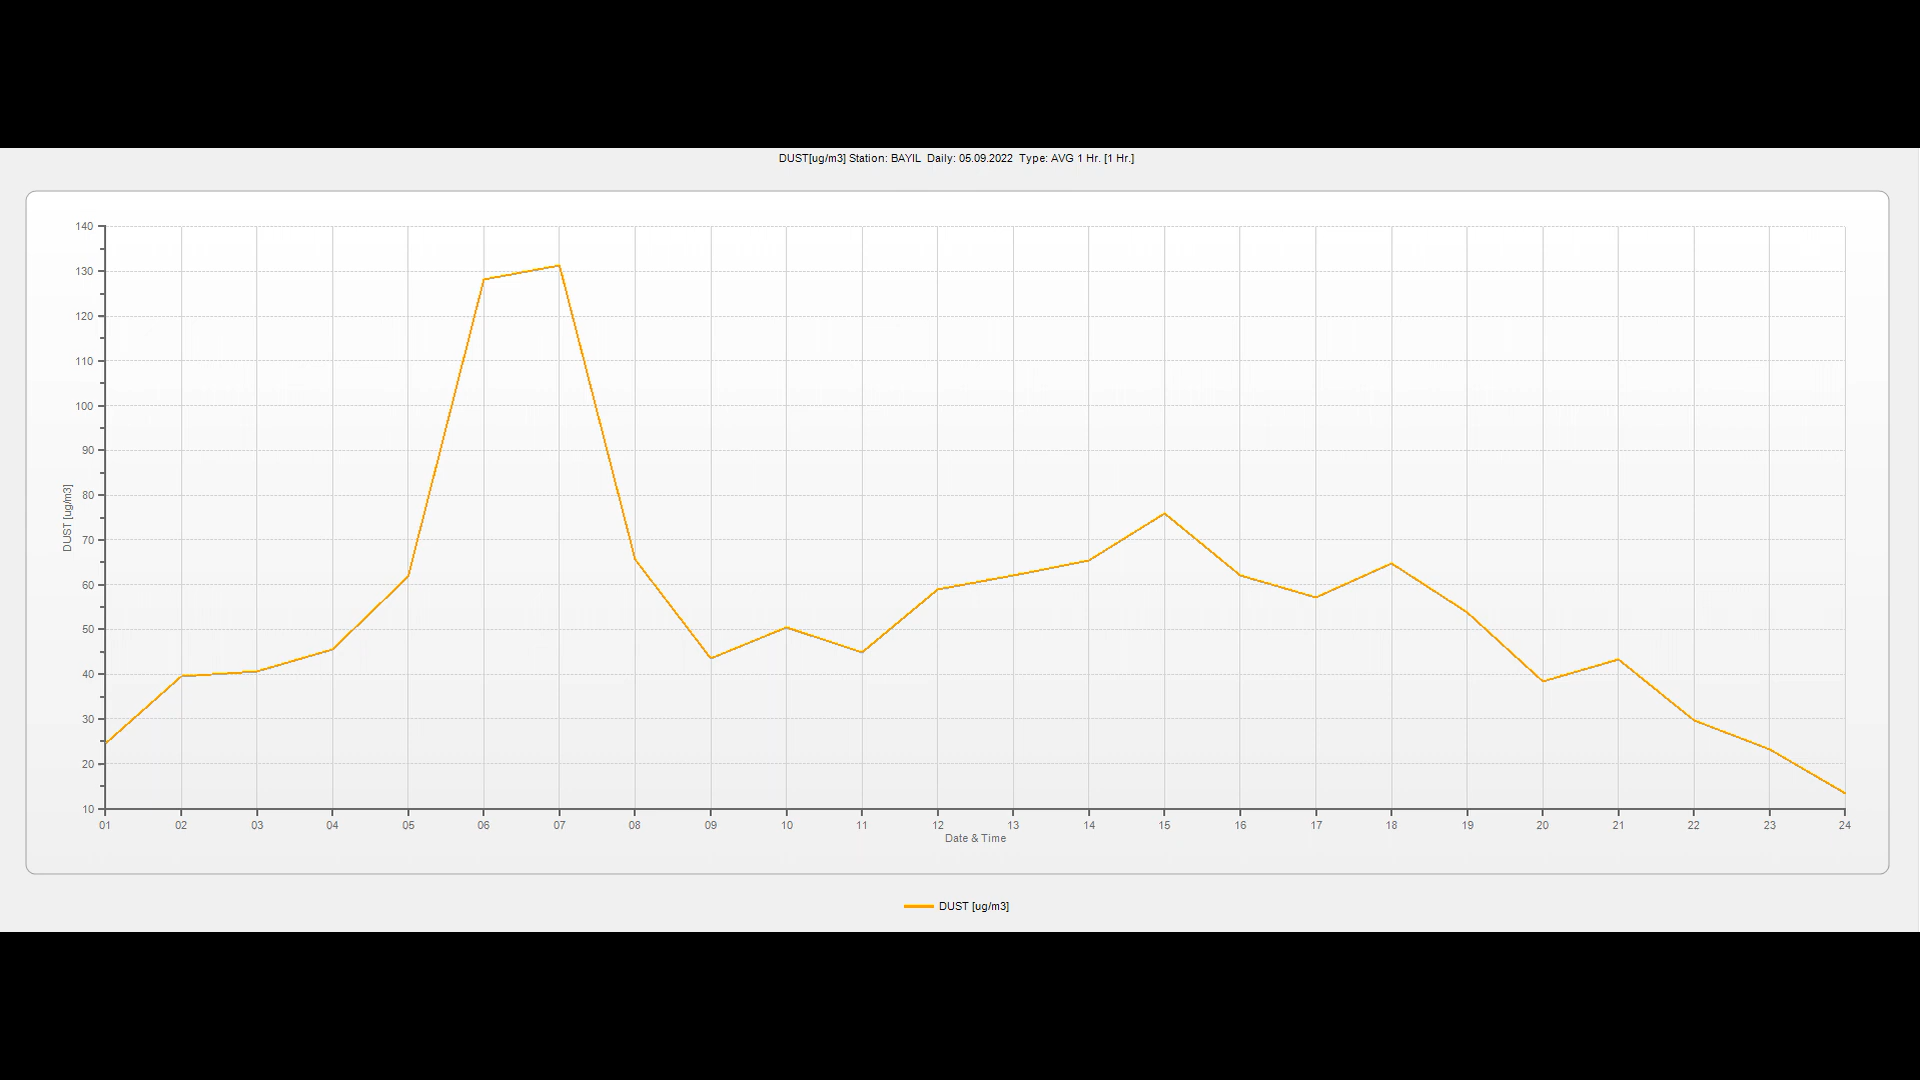 DUST[ug/m3] Station: BAYIL  Daily: 05.09.2022  Type: AVG 1 Hr. [1 Hr.]
140
130
120
110
100
90
80
70
60
50
40
30
20
10
DUST [ug/m3]
01 02 03 04 05 06 07 08 09 10 11 12 13 14 15 16 17 18 19 20 21 22 23 24
Date & Time
DUST [ug/m3]